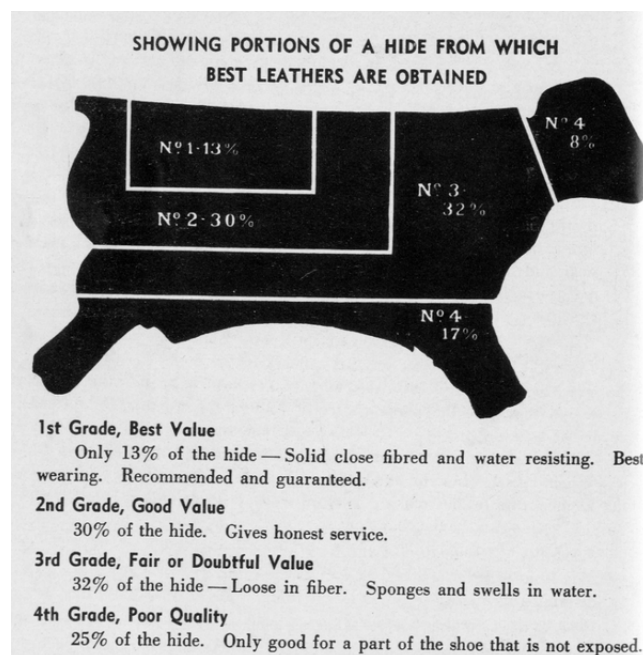 SHOWING PORTIONS OF A HIDE FROM WHICH
BEST LEATHERS ARE OBTAINED
Nº 4
8%
Nº 1-13%
Nº 3-
32%
Nº 2-30%
Nº 4-
17%
1st Grade, Best Value
Only 13% of the hide — Solid close fibred and water resisting. Best
wearing. Recommended and guaranteed.
2nd Grade, Good Value
30% of the hide. Gives honest service.
3rd Grade, Fair or Doubtful Value
32% of the hide — Loose in fiber. Sponges and swells in water.
4th Grade, Poor Quality
25% of the hide. Only good for a part of the shoe that is not exposed.